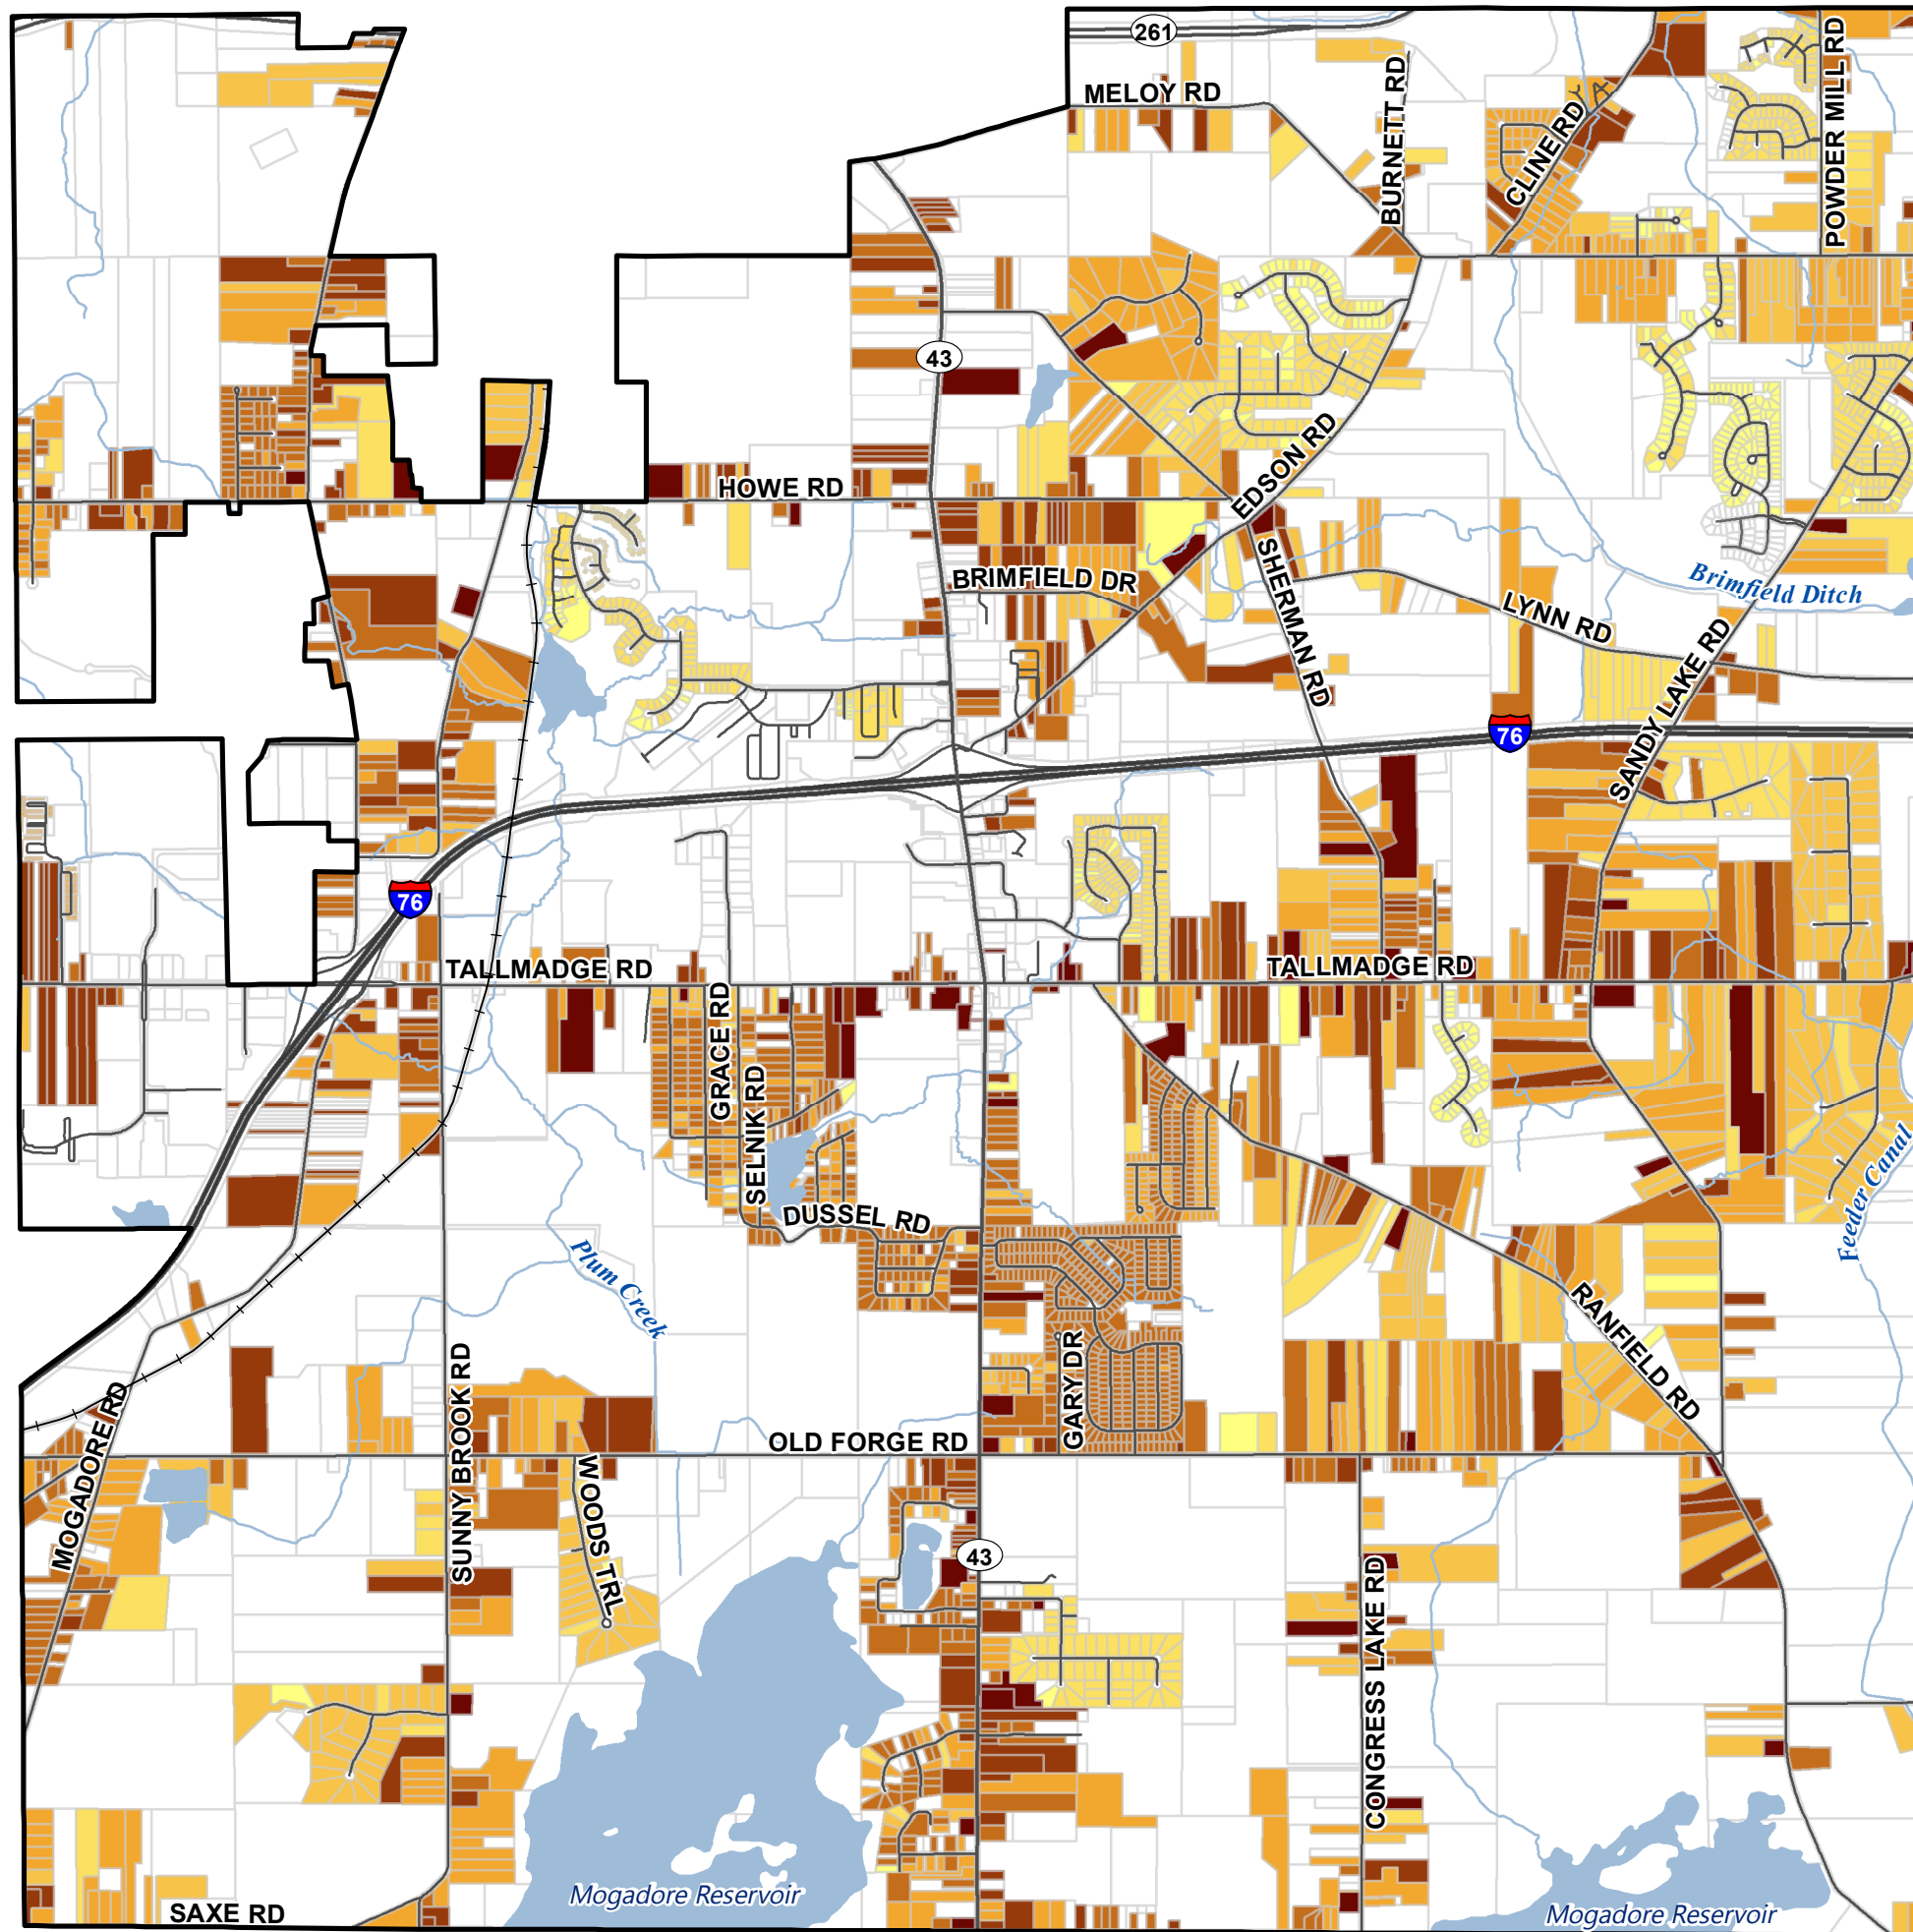 261
MELOY RD
BURNETT RD
CLINE RD
POWDER MILL RD
43
HOWE RD
EDSON RD
BRIMFIELD DR
SHERMAN RD
LYNN RD
Brimfield Ditch
SANDY LAKE RD
76
76
TALLMADGE RD
TALLMADGE RD
GRACE RD
SELNIK RD
DUSSEL RD
Plum Creek
Feeder Canal
RANFIELD RD
GARY DR
SUNNY BROOK RD
MOGADORE RD
OLD FORGE RD
WOODS TRL
43
CONGRESS LAKE RD
Mogadore Reservoir
Mogadore Reservoir
SAXE RD